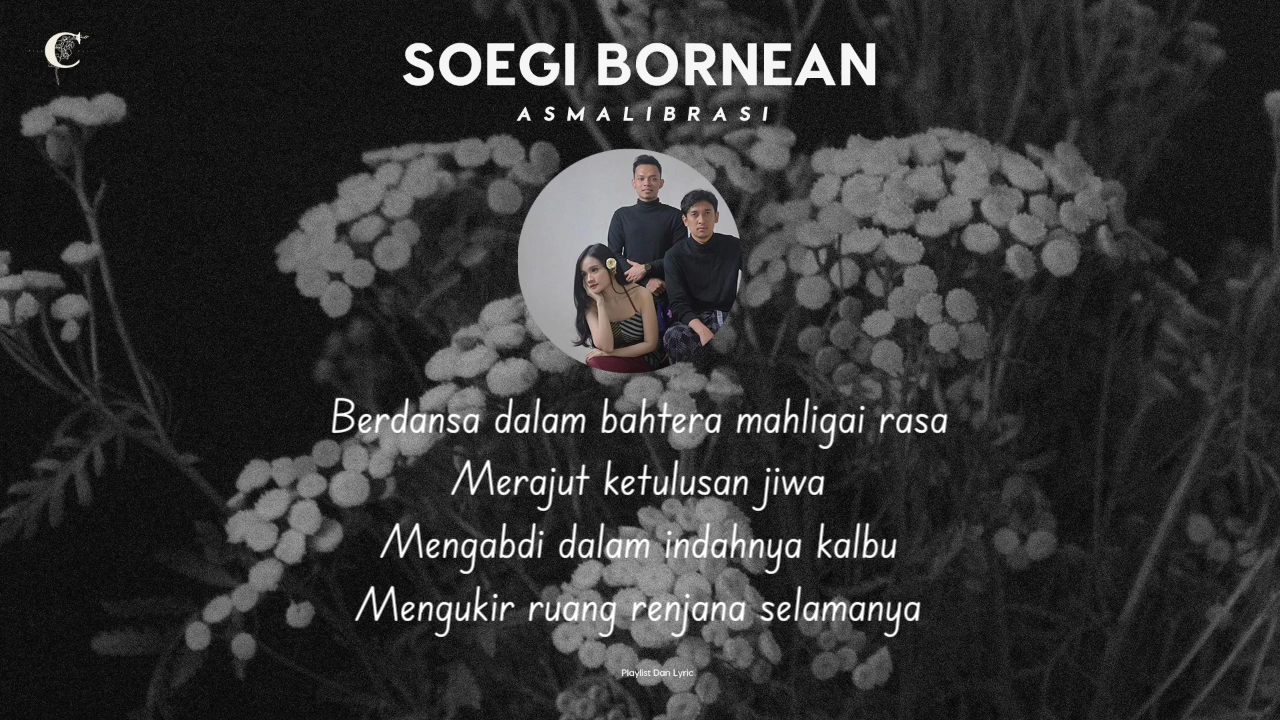 C
SOEGI BORNEAN
ASMALIBRASI
Berdansa dalam bahtera mahligai rasa
Merajut ketulusan jiwa
Mengabdi dalam indahnya kalbu
Mengukir ruang renjana selamanya
Playlist Dan Lyric